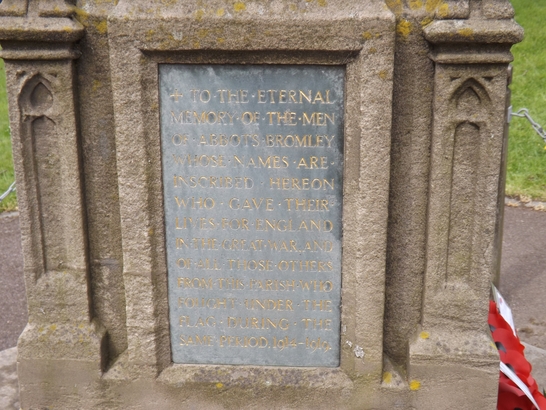 + TO·THE·ETERNAL
MEMORY·OF·THE·MEN
OF·ABBOTS·BROMLEY
WHOSE·NAMES·ARE·
INSCRIBED HEREON
WHO·GAVE·THEIR·
LIVES·FOR·ENGLAND
IN·THE·GREAT·WAR·AND
OF·ALL·THOSE·OTHERS
FROM·THIS·PARISH·WHO
FOUGHT·UNDER·THE
FLAG·DURING·THE
SAME·PERIOD·1914–1919